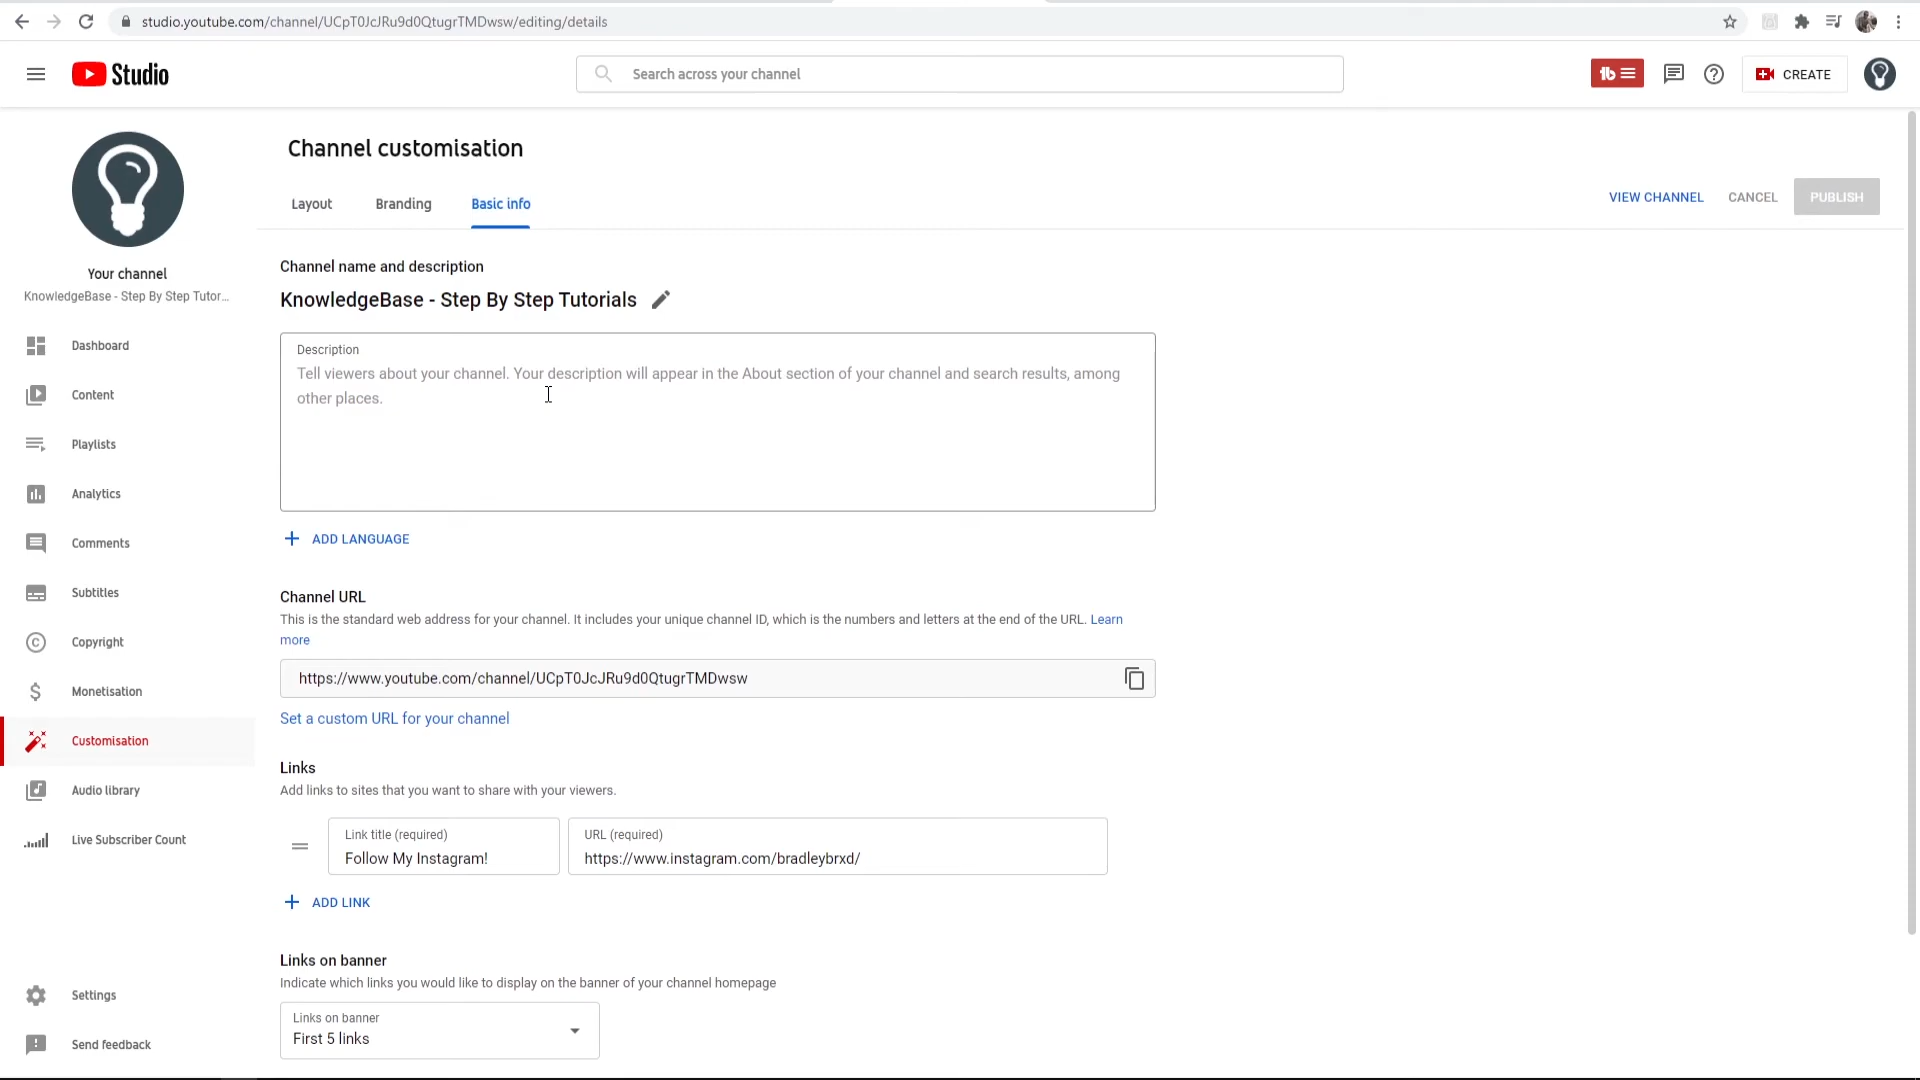 studio.youtube.com/channel/UCpT0JcJRu9d0QtugrTMDwsw/editing/details
Studio
Search across your channel
CREATE
Your channel
KnowledgeBase - Step By Step Tutor...
Dashboard
Content
Playlists
Analytics
Comments
Subtitles
Copyright
Monetisation
Customisation
Audio library
Live Subscriber Count
Settings
Send feedback
Channel customisation
Layout
Branding
Basic info
VIEW CHANNEL
CANCEL
PUBLISH
Channel name and description
KnowledgeBase - Step By Step Tutorials
Description
Tell viewers about your channel. Your description will appear in the About section of your channel and search results, among
other places.
ADD LANGUAGE
Channel URL
This is the standard web address for your channel. It includes your unique channel ID, which is the numbers and letters at the end of the URL. Learn
more
https://www.youtube.com/channel/UCpT0JcJRu9d0QtugrTMDwsw
Set a custom URL for your channel
Links
Add links to sites that you want to share with your viewers.
Link title (required)
Follow My Instagram!
URL (required)
https://www.instagram.com/bradleybrxd/
ADD LINK
Links on banner
Indicate which links you would like to display on the banner of your channel homepage
Links on banner
First 5 links